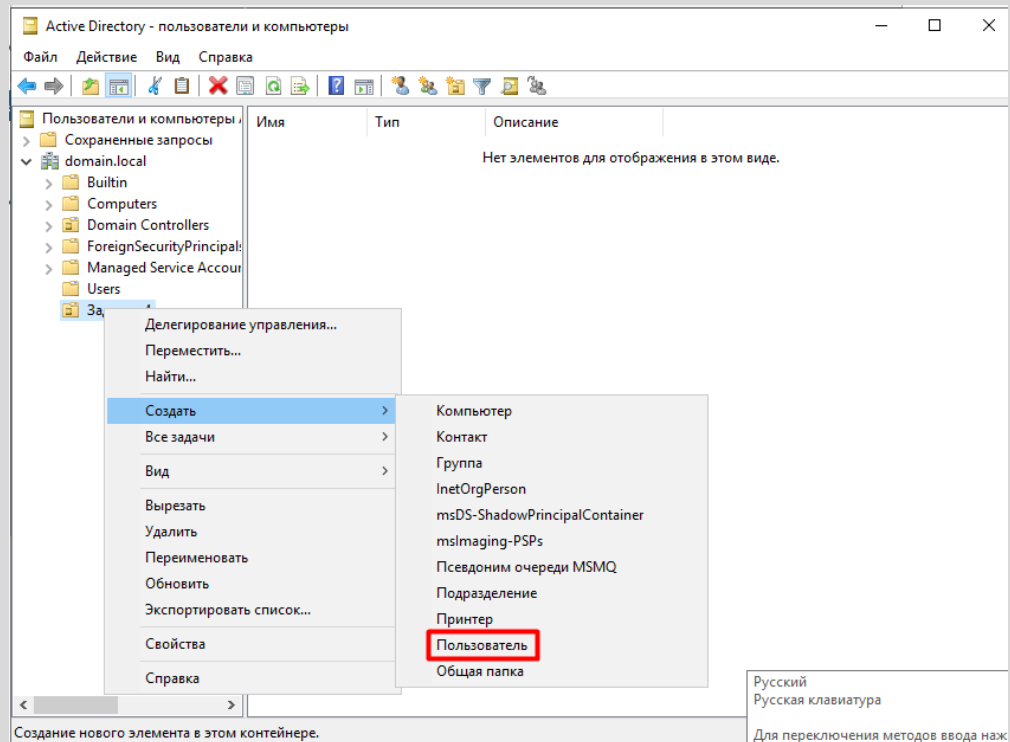 Active Directory - пользователи и компьютеры
Файл Действие Вид Справка
Пользователи и компьютеры
Сохраненные запросы
domain.local
Builtin
Computers
Domain Controllers
ForeignSecurityPrincipals
Managed Service Accour
Users
Имя Тип Описание
Нет элементов для отображения в этом виде.
Делегирование управления...
Переместить...
Найти...
Создать
Все задачи
Вид
Вырезать
Удалить
Переименовать
Обновить
Экспортировать список...
Свойства
Справка
Компьютер
Контакт
Группа
InetOrgPerson
msDS-ShadowPrincipalContainer
msImaging-PSPs
Псевдоним очереди MSMQ
Подразделение
Принтер
Пользователь
Общая папка
Русский
Русская клавиатура
Для переключения методов ввода наж
Создание нового элемента в этом контейнере.